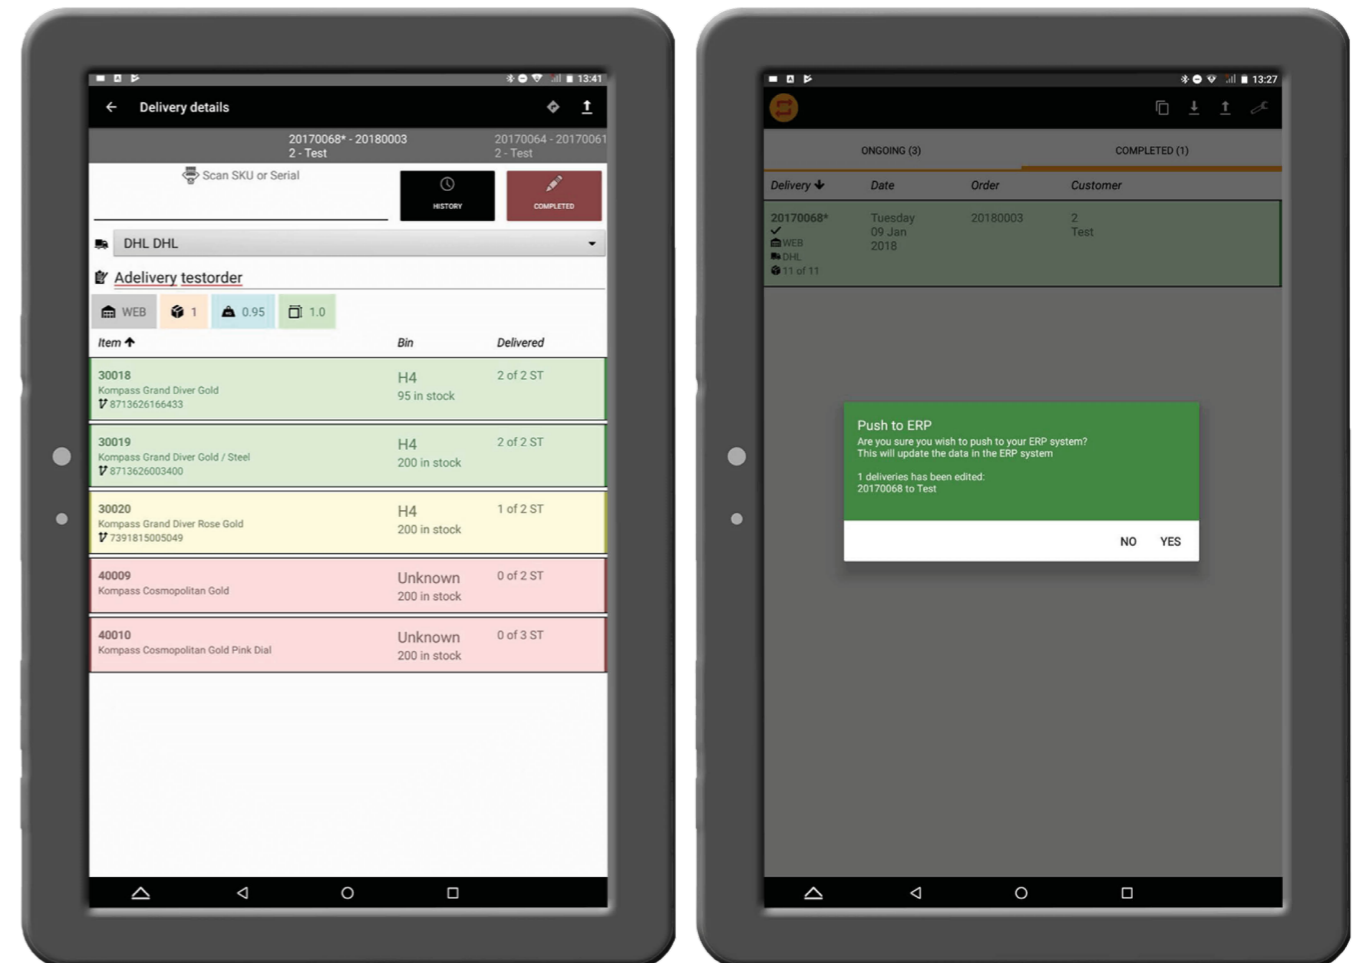 13:41
Delivery details
20170068* - 20180003
2 - Test
20170064 - 20170061
2 - Test
Scan SKU or Serial
HISTORY
COMPLETED
DHL DHL
Adelivery testorder
WEB
1
0.95
1.0
Item
Bin
Delivered
30018
Kompass Grand Diver Gold
8713626166433
H4
95 in stock
2 of 2 ST
30019
Kompass Grand Diver Gold / Steel
8713626003400
H4
200 in stock
2 of 2 ST
30020
Kompass Grand Diver Rose Gold
7391815005049
H4
200 in stock
1 of 2 ST
40009
Kompass Cosmopolitan Gold
Unknown
200 in stock
0 of 2 ST
40010
Kompass Cosmopolitan Gold Pink Dial
Unknown
200 in stock
0 of 3 ST
13:27
ONGOING (3)
COMPLETED (1)
Delivery
Date
Order
Customer
20170068*
WEB
DHL
11 of 11
Tuesday
09 Jan
2018
20180003
2
Test
Push to ERP
Are you sure you wish to push to your ERP system?
This will update the data in the ERP system
1 deliveries has been edited:
20170068 to Test
NO
YES